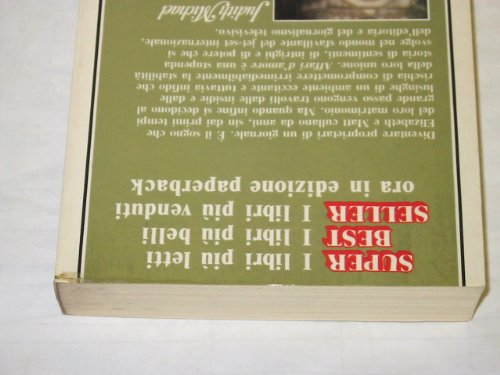 SUPER I libri più letti
BEST I libri più belli
SELLER I libri più venduti
ora in edizione paperback
Diventare proprietari di un giornale. È il sogno che
Elizabeth e Matt cullano da anni, sin dai primi tempi
del loro matrimonio. Ma quando infine si decidono al
grande passo vengono travolti dalle insidie e dalle
lusinghe di un ambiente eccitante e tuttavia infido che
rischia di compromettere irrimediabilmente la stabilità
della loro unione. Affari d'amore è una stupenda
storia di sentimenti, di intrighi e di potere che si
svolge nel mondo sfavillante del jet-set internazionale,
dell'editoria e del giornalismo televisivo.
Judith Michael